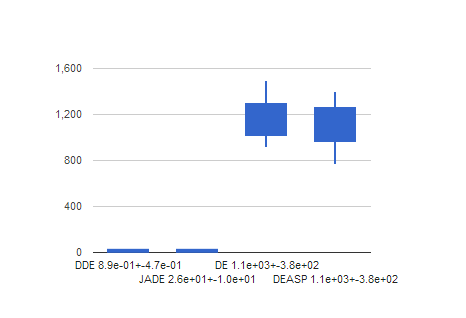 1,600
1,200
800
400
0
DDE 8.9e-01+-4.7e-01
DE 1.1e+03+-3.8e+02
JADE 2.6e+01+-1.0e+01
DEASP 1.1e+03+-3.8e+02